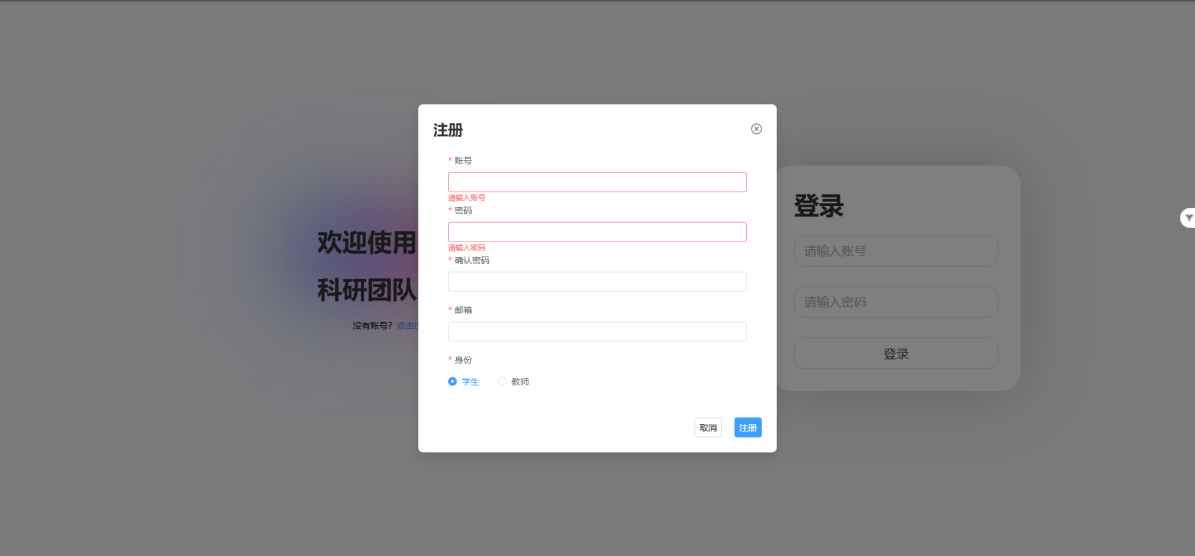 注册
* 账号
请输入账号
* 密码
请输入密码
* 确认密码
* 邮箱
* 身份
学生
教师
取消
注册
欢迎使用
科研团队
没有账号？点击
登录
请输入账号
请输入密码
登录